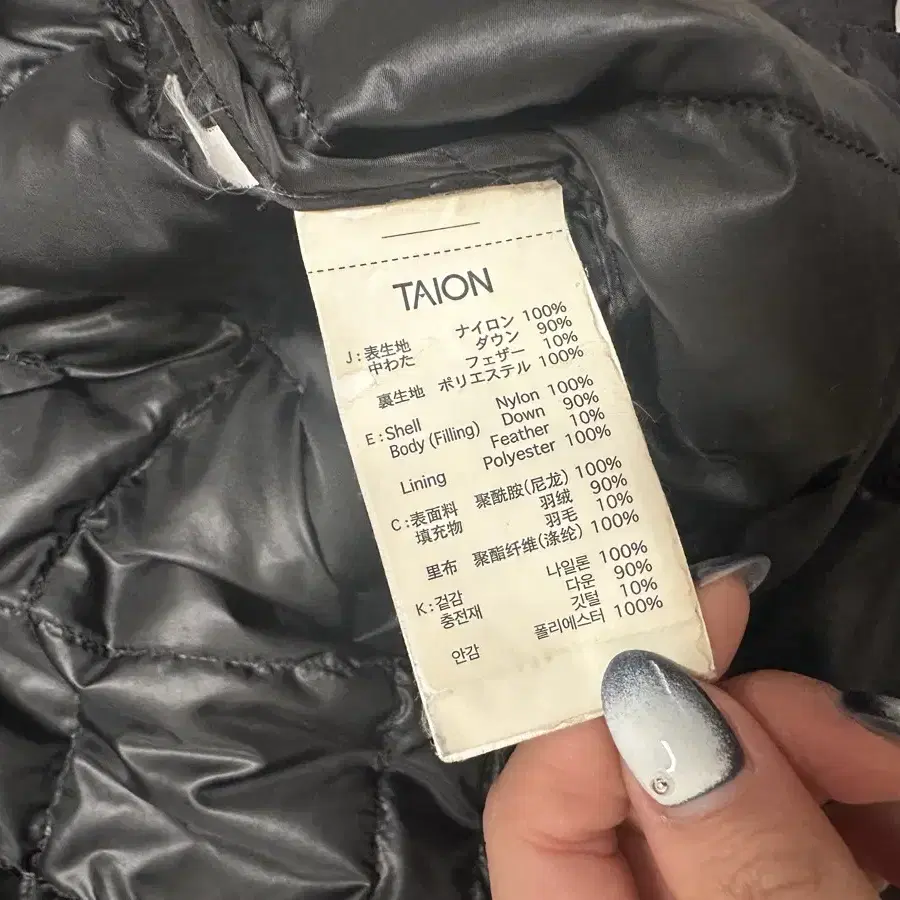 TAION
J:表生地 ナイロン 100%
中わた ダウン 90%
フェザー 10%
裏生地 ポリエステル 100%
E:Shell Nylon 100%
Body (Filling) Down 90%
Feather 10%
Lining Polyester 100%
C:表面料 聚酰胺(尼龙) 100%
填充物 羽绒 90%
羽毛 10%
里布 聚酯纤维(涤纶) 100%
K:겉감 나일론 100%
충전재 다운 90%
깃털 10%
안감 폴리에스터 100%